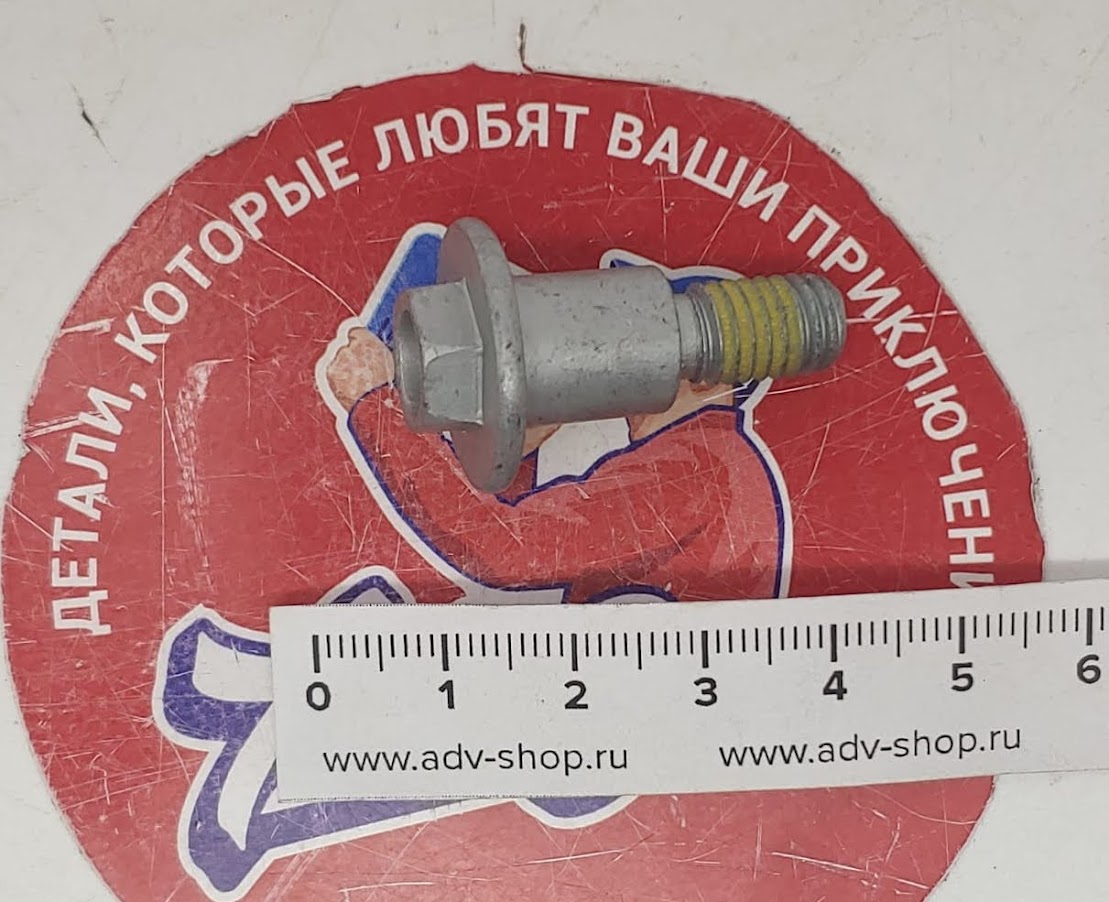 ДЕТАЛИ, КОТОРЫЕ ЛЮБЯТ ВАШИ ПРИКЛЮЧЕНИ
0 1 2 3 4 5 6
www.adv-shop.ru www.adv-shop.ru